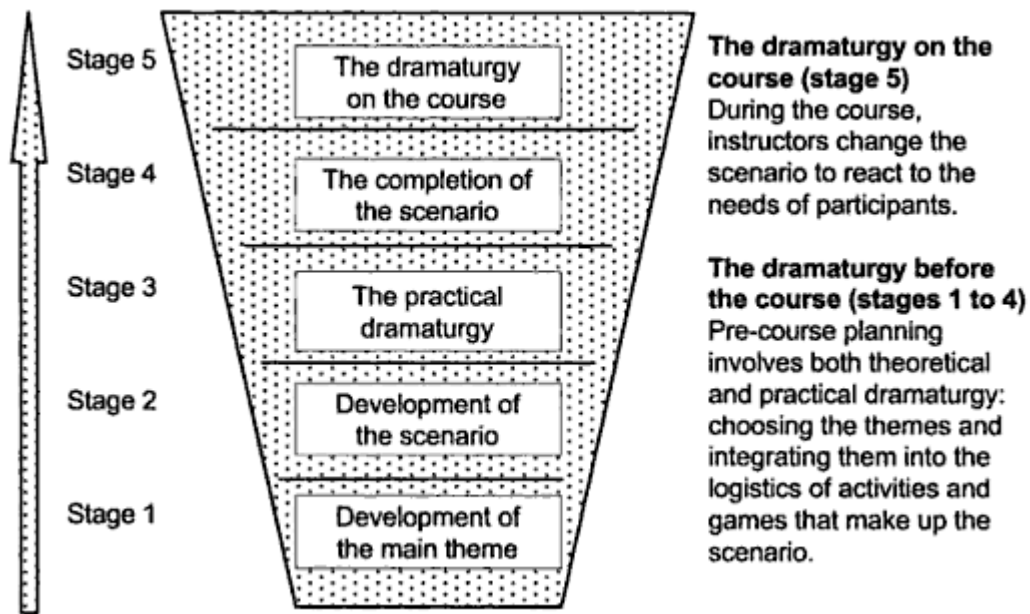 Stage 5
The dramaturgy
on the course
Stage 4
The completion of
the scenario
Stage 3
The practical
dramaturgy
Stage 2
Development of
the scenario
Stage 1
Development of
the main theme
The dramaturgy on the
course (stage 5)
During the course,
instructors change the
scenario to react to the
needs of participants.
The dramaturgy before
the course (stages 1 to 4)
Pre-course planning
involves both theoretical
and practical dramaturgy:
choosing the themes and
integrating them into the
logistics of activities and
games that make up the
scenario.